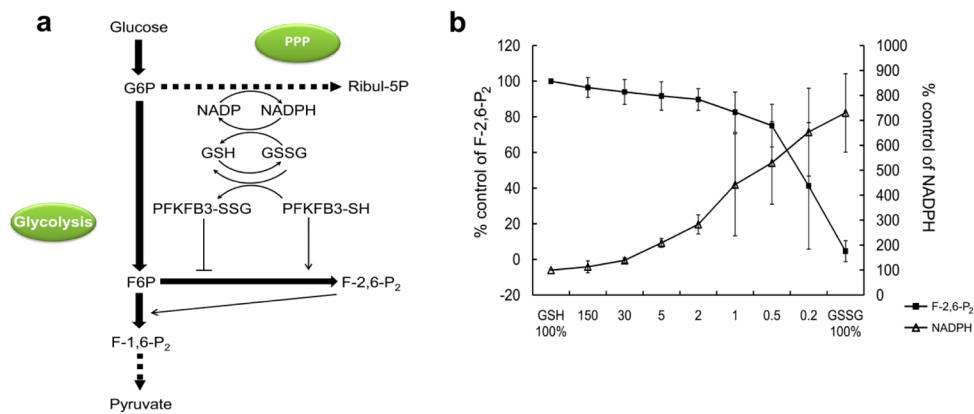 a
Glucose
PPP
G6P
Ribul-5P
NADP NADPH
GSH GSSG
PFKFB3-SSG PFKFB3-SH
Glycolysis
F6P
F-2,6-P₂
F-1,6-P₂
Pyruvate
b
% control of F-2,6-P₂
120
100
80
60
40
20
0
-20
1000
900
800
700
600
500
400
300
200
100
0
% control of NADPH
GSH 150 30 5 2 1 0.5 0.2 GSSG
100% 100%
F-2,6-P₂
NADPH